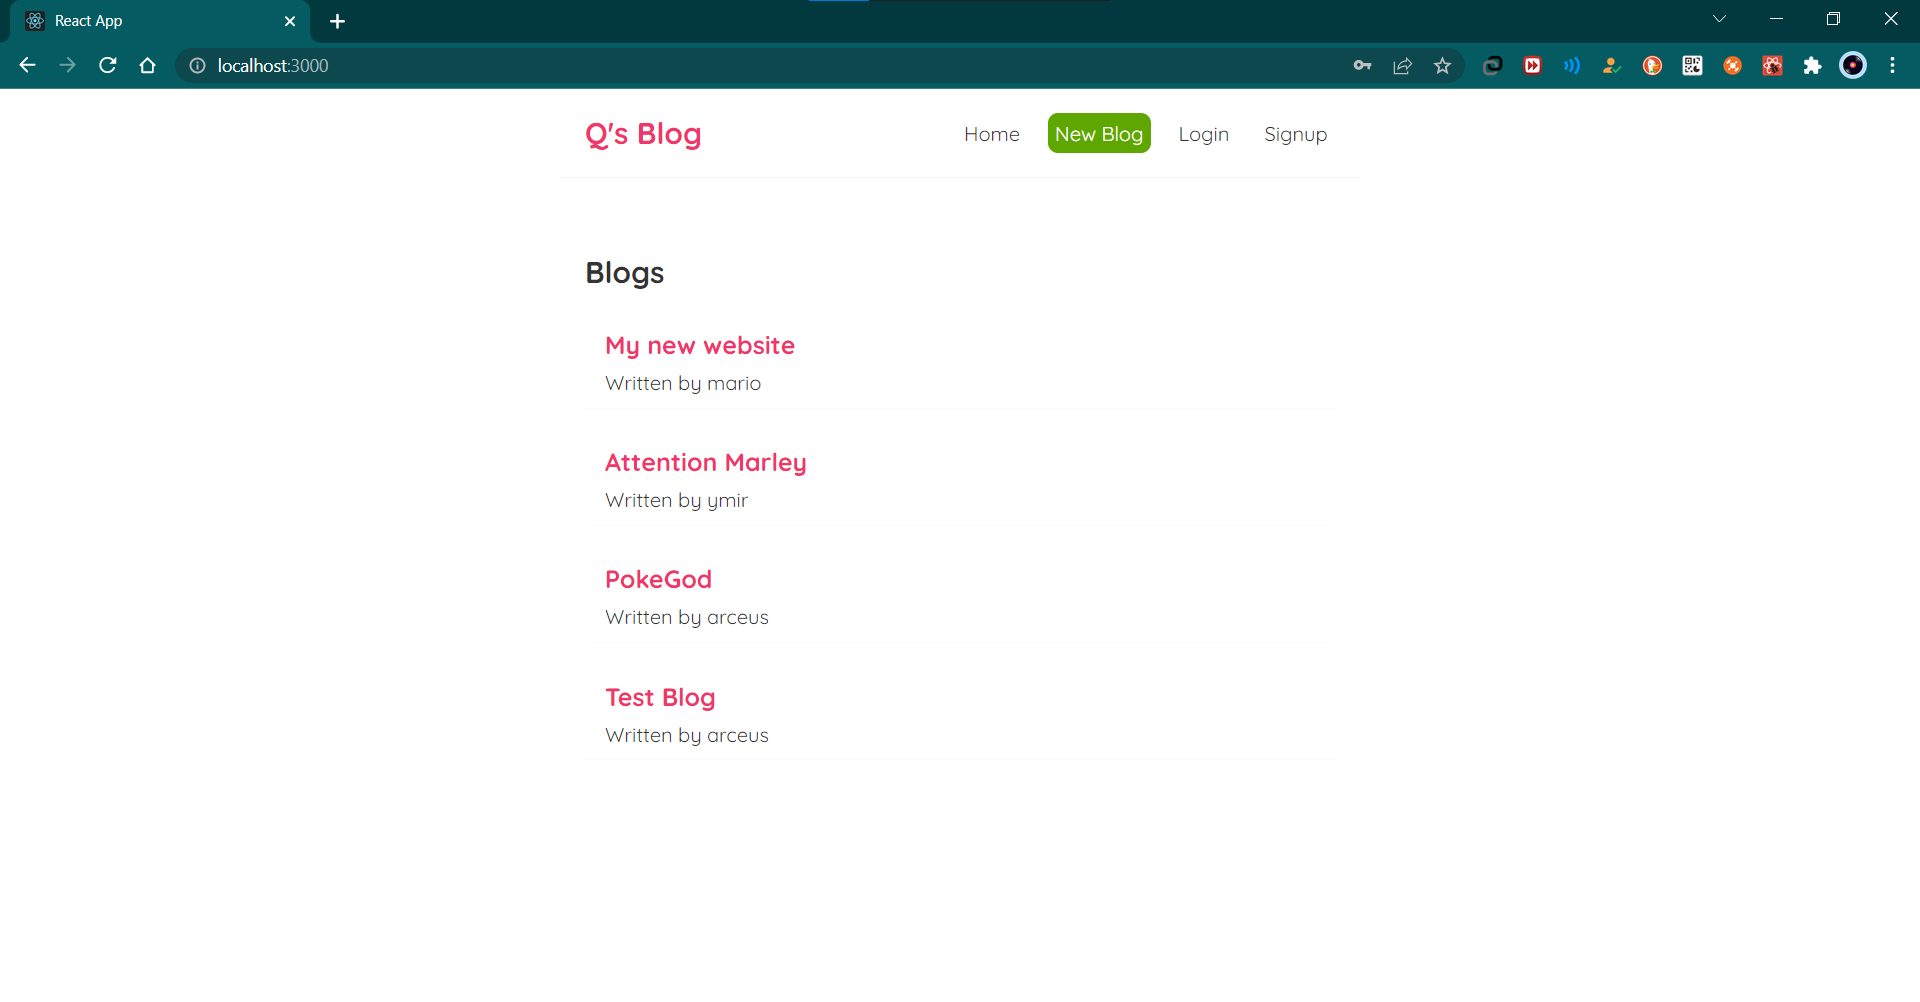 React App
localhost:3000
Q's Blog
Home New Blog Login Signup
Blogs
My new website
Written by mario
Attention Marley
Written by ymir
PokeGod
Written by arceus
Test Blog
Written by arceus